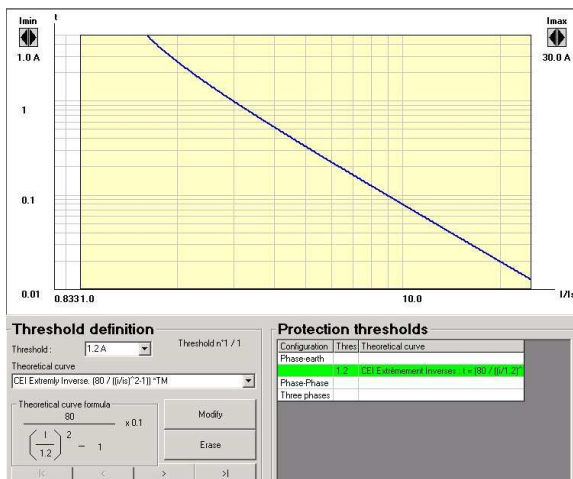 Imin
t
Imax
1.0 A
30.0 A
1
0.1
0.01
0.8331.0
10.0
I/Is
Threshold definition
Threshold :
1.2 A
Threshold n°1 / 1
Theoretical curve
CEI Extremly Inverse. (80 / ((i/is)^2-1)) *TM
Theoretical curve formula
80
x 0.1
( I / 1.2 ) 2 - 1
Modify
Erase
|<
<
>
>|
Protection thresholds
Configuration Thres Theoretical curve
Phase-earth
1.2 CEI Extrêmement Inverses : t = (80 / ((i/1.2)^
Phase-Phase
Three phases